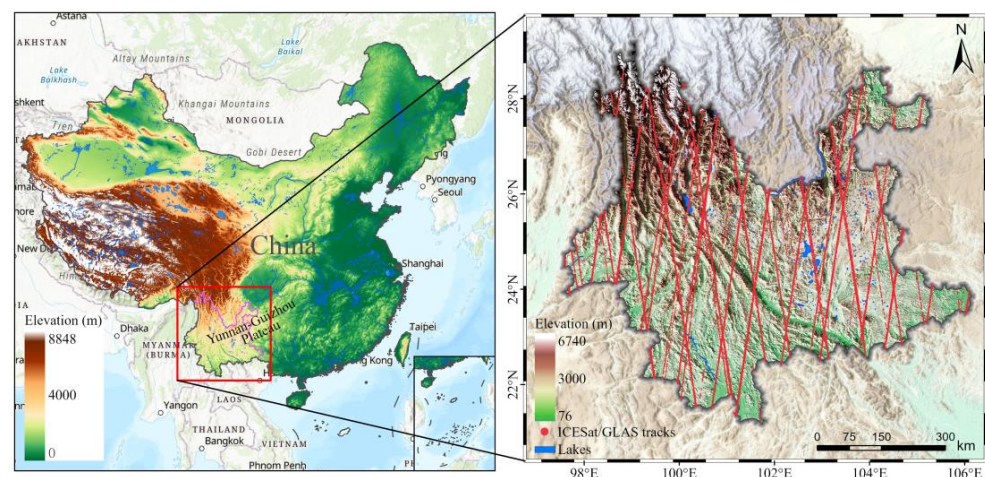 Astana
AKHSTAN
Altay Mountains
Lake
Baikal
Lake
Balkhash
Khangai Mountains
MONGOLIA
Tien
Gobi Desert
Pyongyang
Seoul
China
Shanghai
New De
Elevation (m)
8848
4000
0
Yunnan-Guizhou
Plateau
Dhaka
MYANMA
(BURMA)
Taipei
Kong
LAOS
Yangon
THAILAND
Bangkok
VIETNAM
Phnom Penh
N
28°N
26°N
24°N
22°N
Elevation (m)
6740
3000
76
ICESat/GLAS tracks
Lakes
0 75 150 300
km
98°E 100°E 102°E 104°E 106°E